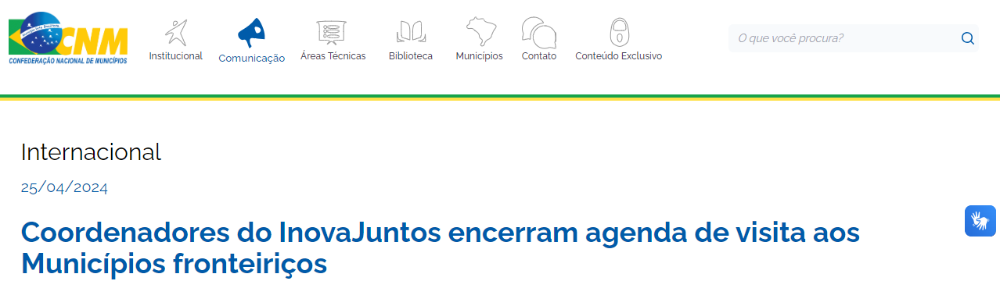 CNM
CONFEDERAÇÃO NACIONAL DE MUNICÍPIOS
Institucional
Comunicação
Áreas Técnicas
Biblioteca
Municípios
Contato
Conteúdo Exclusivo
O que você procura?
Internacional
25/04/2024
Coordenadores do InovaJuntos encerram agenda de visita aos
Municípios fronteiriços